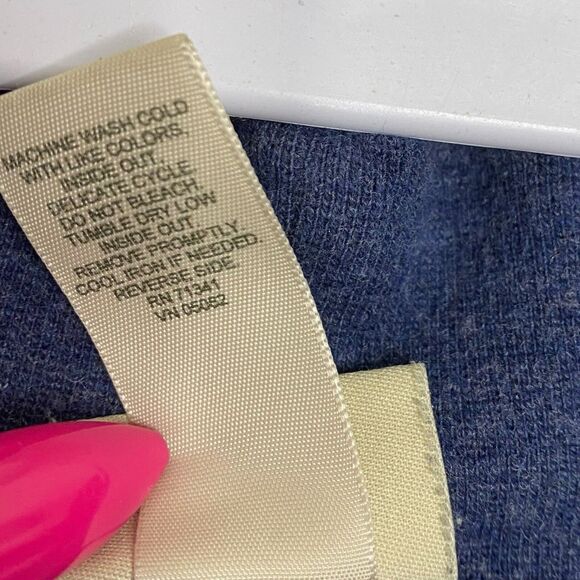 MACHINE WASH COLD
WITH LIKE COLORS,
INSIDE OUT,
DELICATE CYCLE.
DO NOT BLEACH.
TUMBLE DRY LOW
INSIDE OUT.
REMOVE PROMPTLY.
COOL IRON IF NEEDED.
REVERSE SIDE
RN 71341
VN 05052